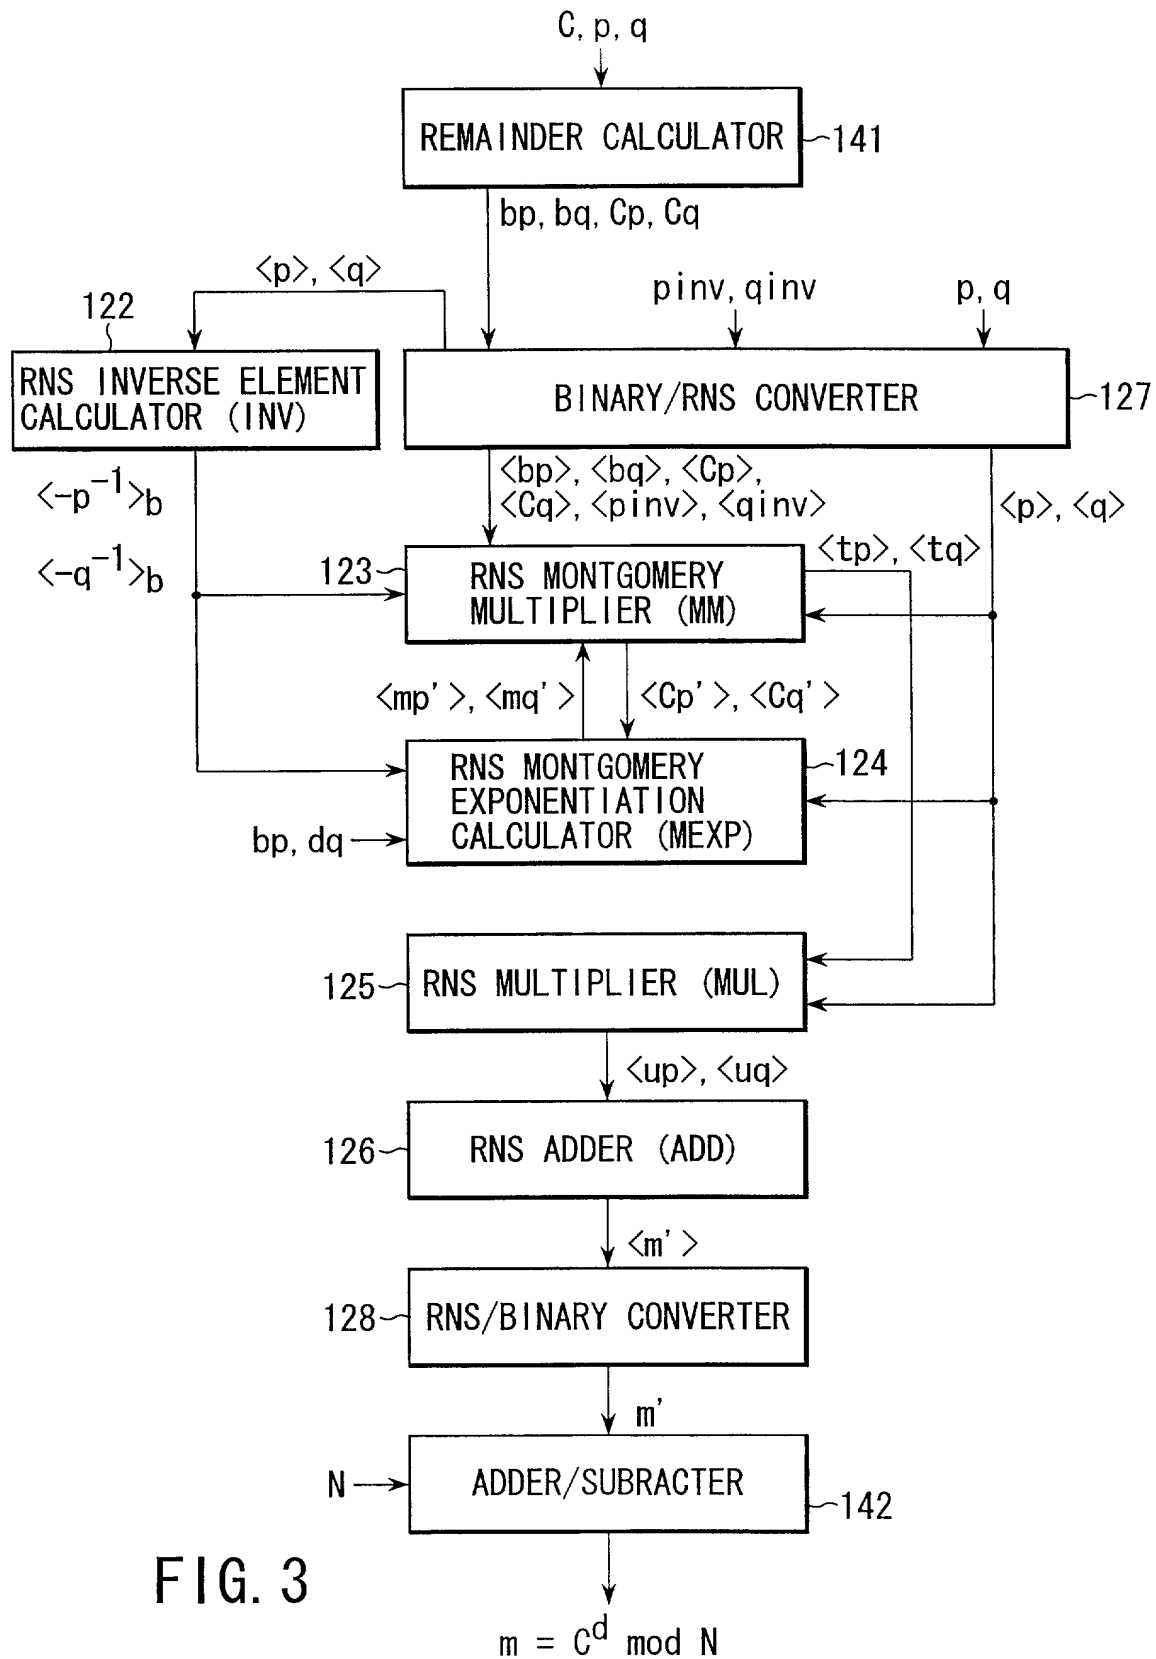 C, p, q
REMAINDER CALCULATOR
141
bp, bq, Cp, Cq
<p>, <q>
pinv, qinv
p, q
122
RNS INVERSE ELEMENT
CALCULATOR (INV)
BINARY/RNS CONVERTER
127
<-p⁻¹>b
<-q⁻¹>b
<bp>, <bq>, <Cp>,
<Cq>, <pinv>, <qinv>
<p>, <q>
<tp>, <tq>
123
RNS MONTGOMERY
MULTIPLIER (MM)
<mp'>, <mq'>
<Cp'>, <Cq'>
RNS MONTGOMERY
EXPONENTIATION
CALCULATOR (MEXP)
124
bp, dq
125
RNS MULTIPLIER (MUL)
<up>, <uq>
126
RNS ADDER (ADD)
<m'>
128
RNS/BINARY CONVERTER
m'
N
ADDER/SUBRACTER
142
FIG. 3
m = Cᵈ mod N